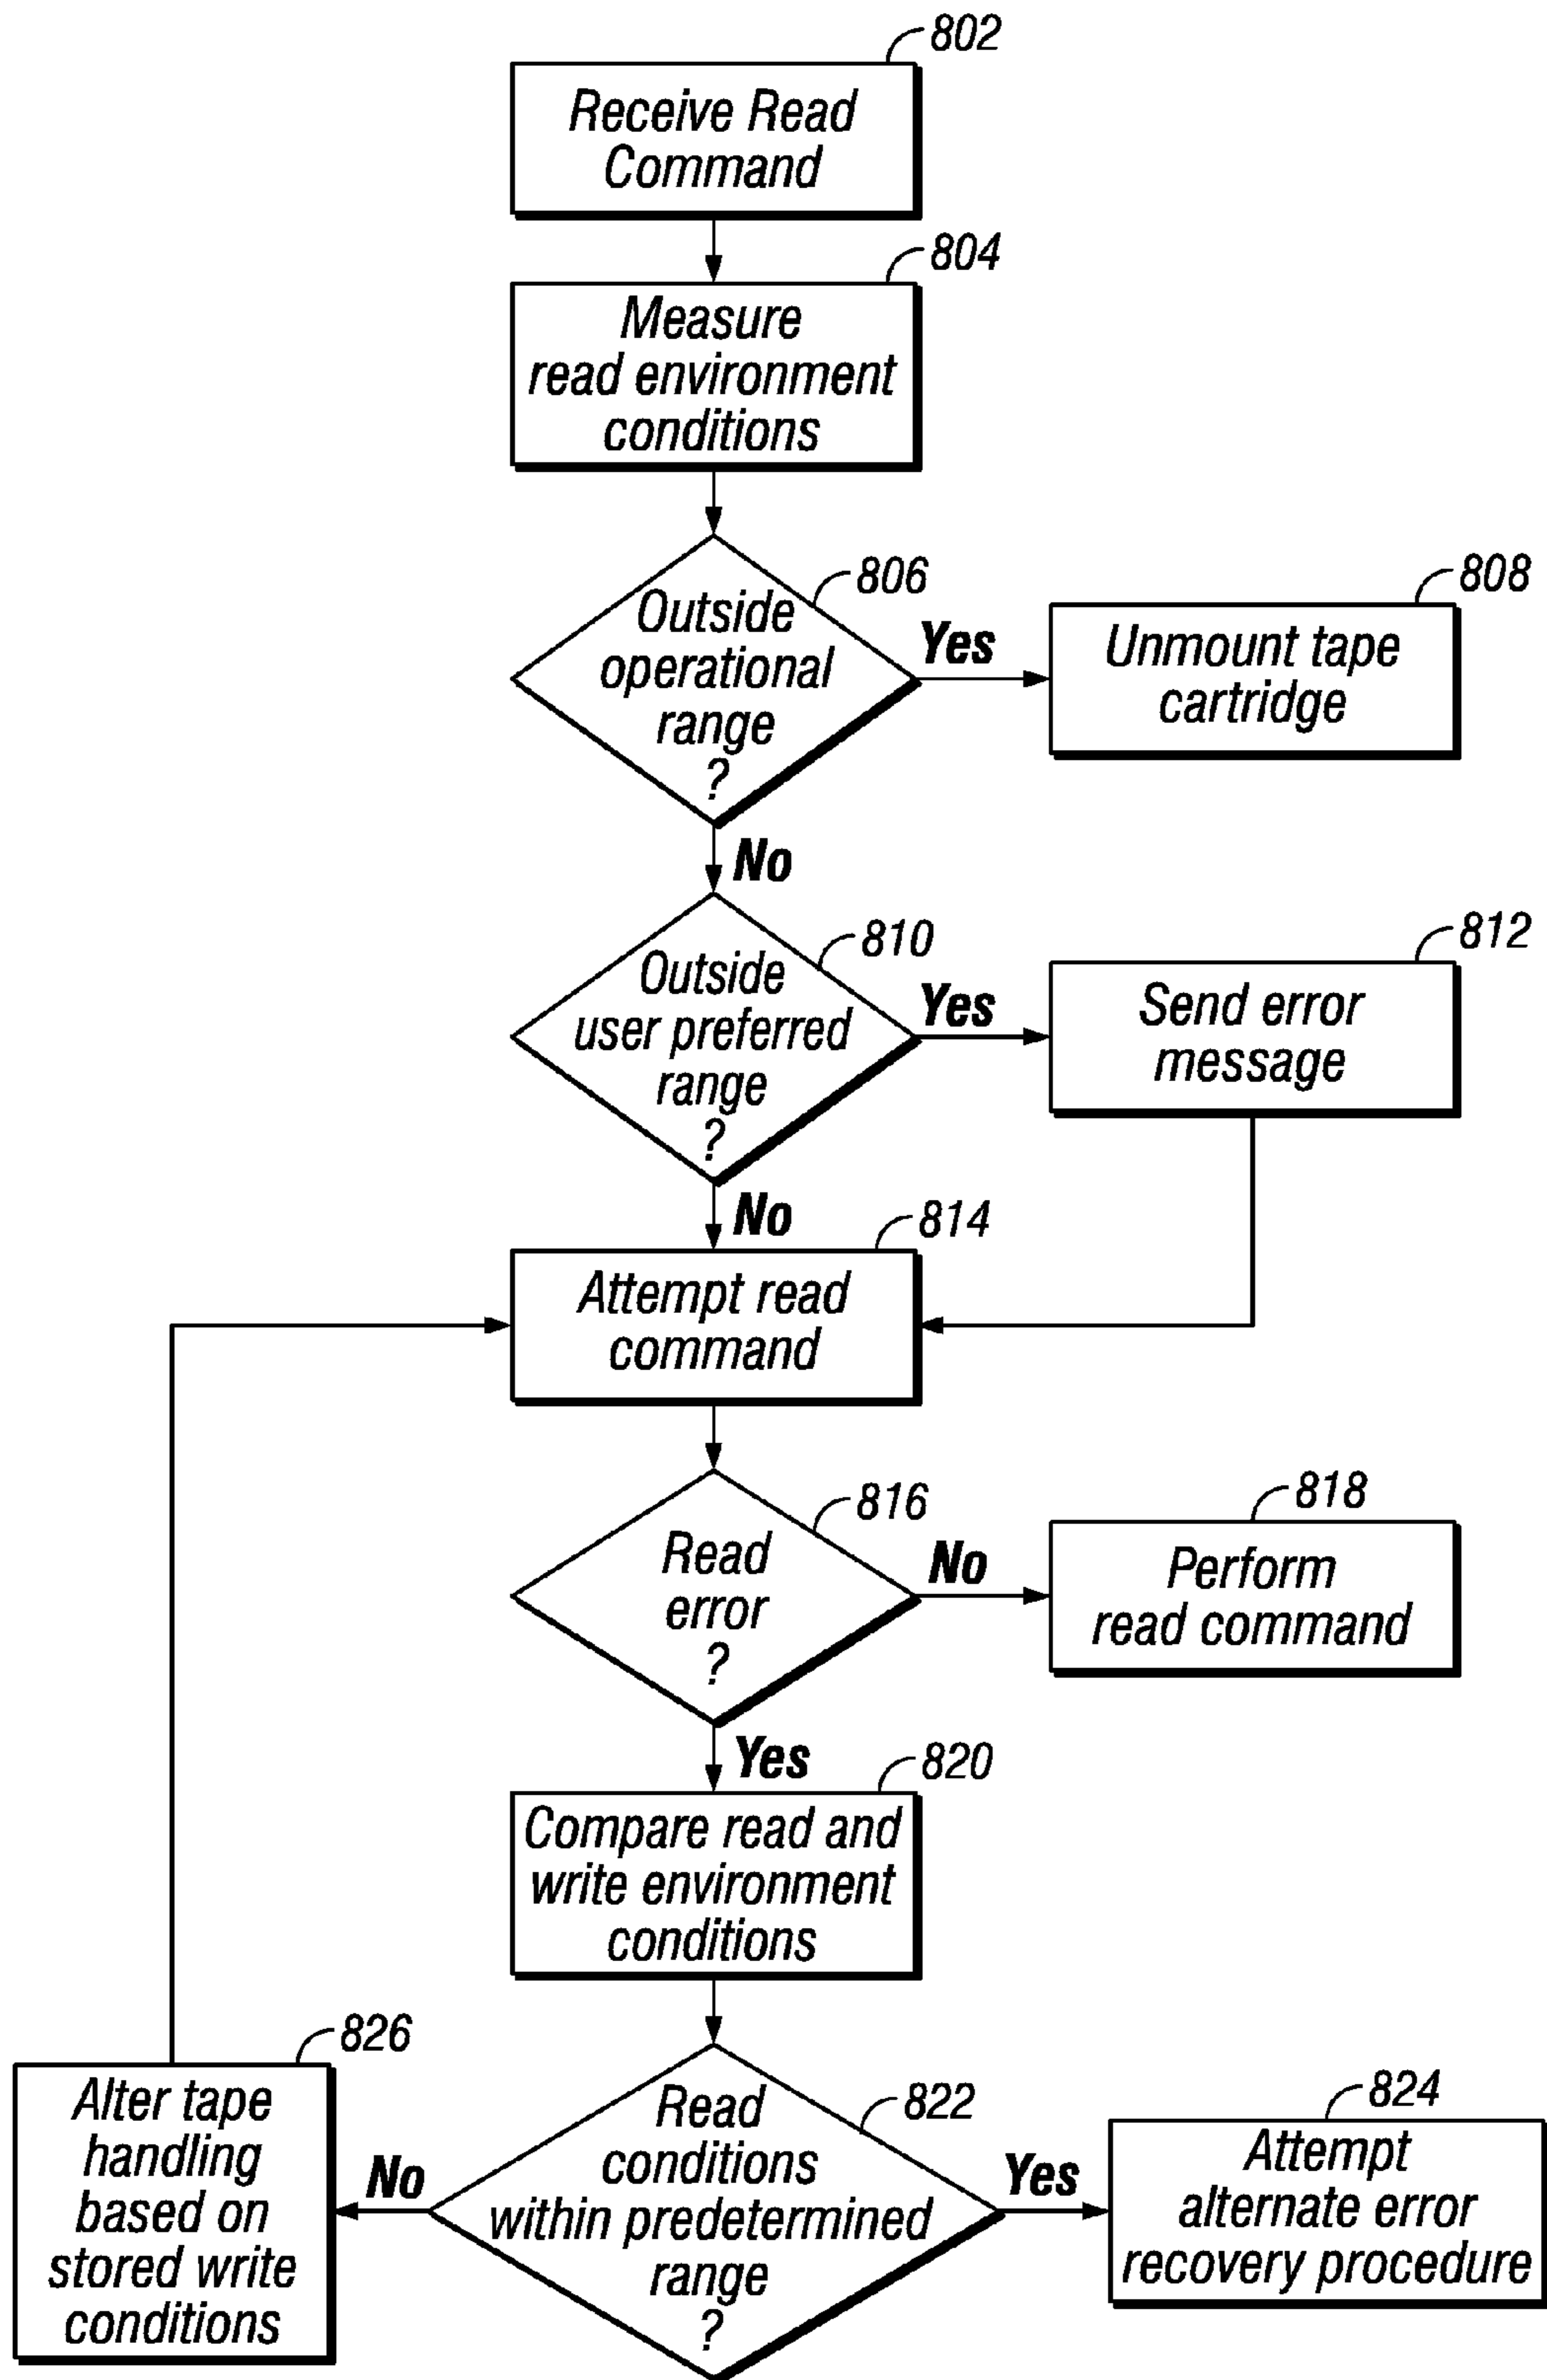 802
Receive Read
Command
804
Measure
read environment
conditions
806
Outside
operational
range
?
Yes
808
Unmount tape
cartridge
No
810
Outside
user preferred
range
?
Yes
812
Send error
message
No
814
Attempt read
command
816
Read
error
?
No
818
Perform
read command
Yes
820
Compare read and
write environment
conditions
822
Read
conditions
within predetermined
range
?
Yes
824
Attempt
alternate error
recovery procedure
No
826
Alter tape
handling
based on
stored write
conditions